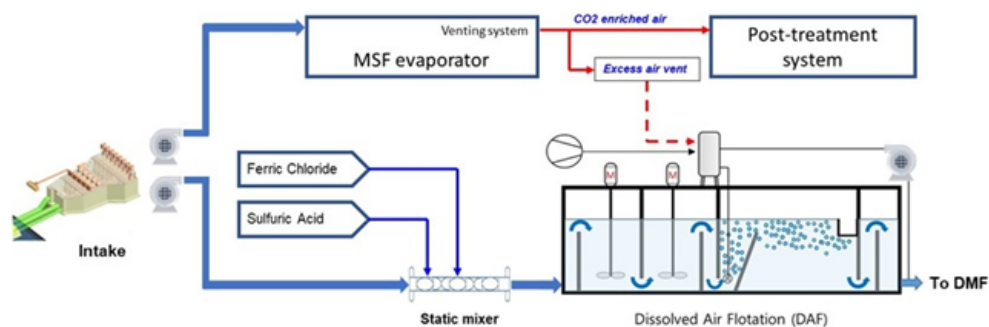 Venting system
MSF evaporator
CO2 enriched air
Post-treatment
system
Excess air vent
Intake
Ferric Chloride
Sulfuric Acid
Static mixer
M
M
Dissolved Air Flotation (DAF)
To DMF